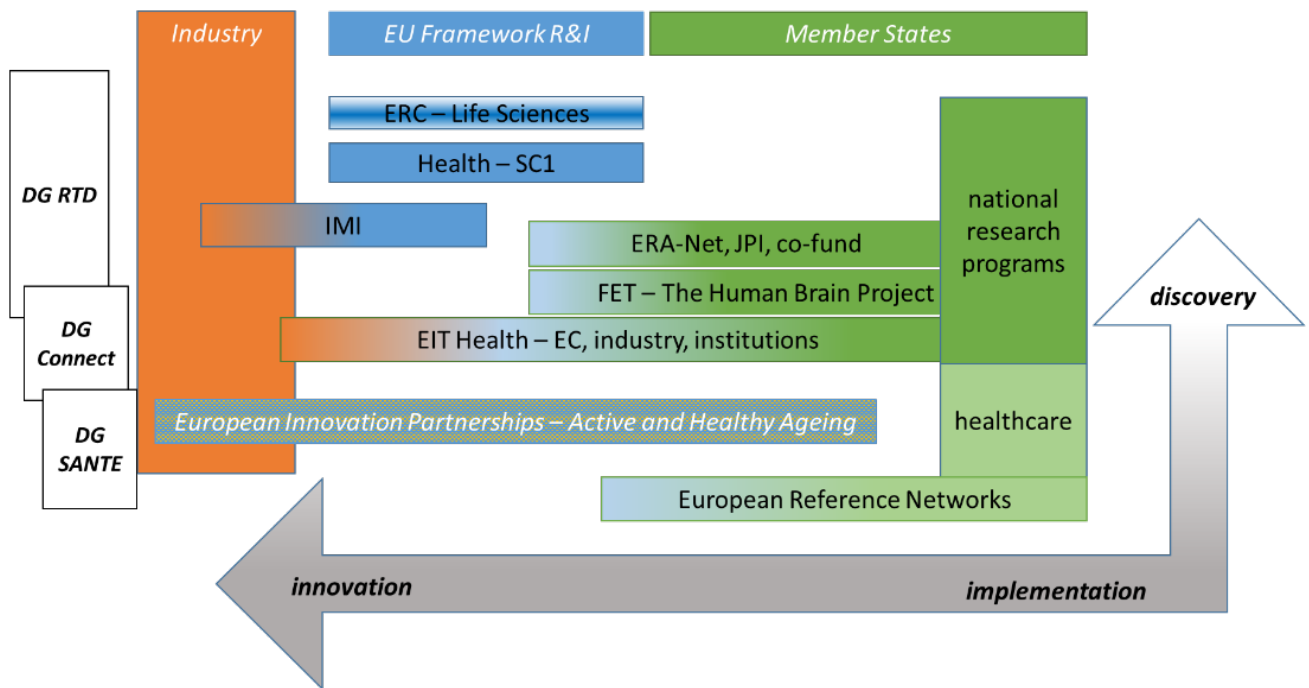 Industry
EU Framework R&I
Member States
DG RTD
DG
Connect
DG
SANTE
ERC – Life Sciences
Health – SC1
IMI
ERA-Net, JPI, co-fund
FET – The Human Brain Project
EIT Health – EC, industry, institutions
European Innovation Partnerships – Active and Healthy Ageing
European Reference Networks
national
research
programs
healthcare
discovery
innovation
implementation